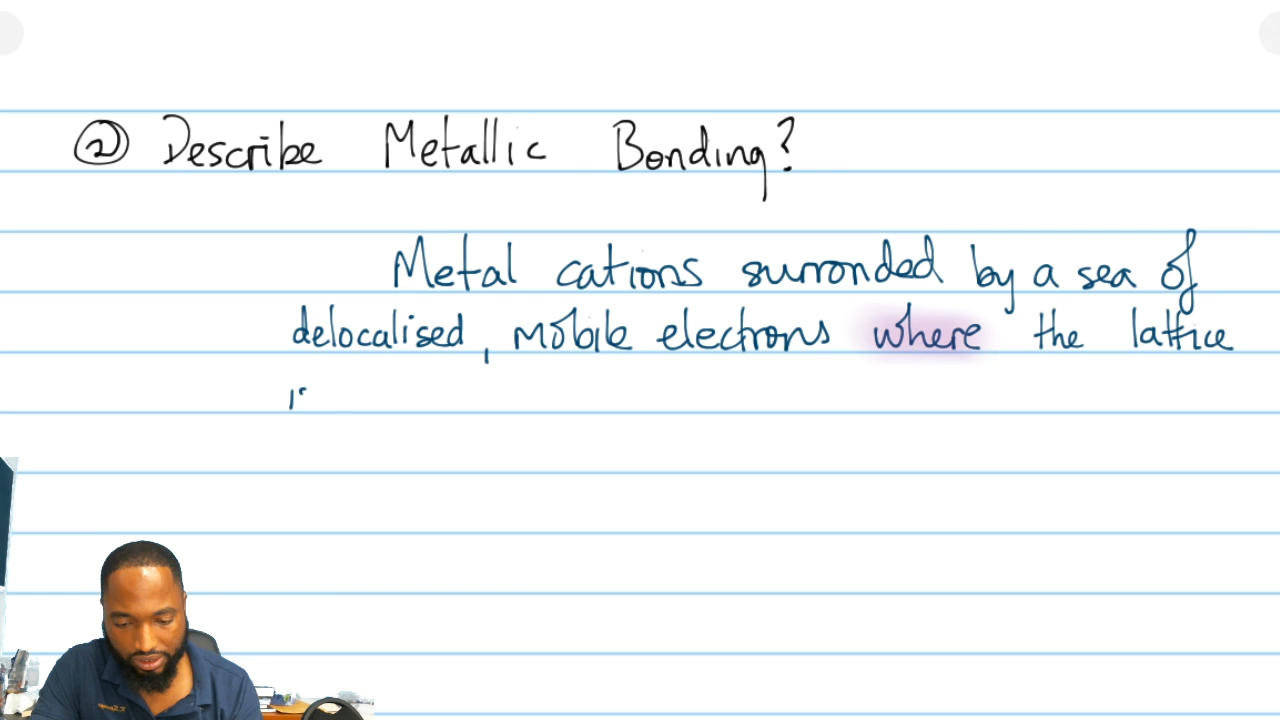 ② Describe Metallic Bonding?
Metal cations surronded by a sea of
delocalised, mobile electrons where the lattice